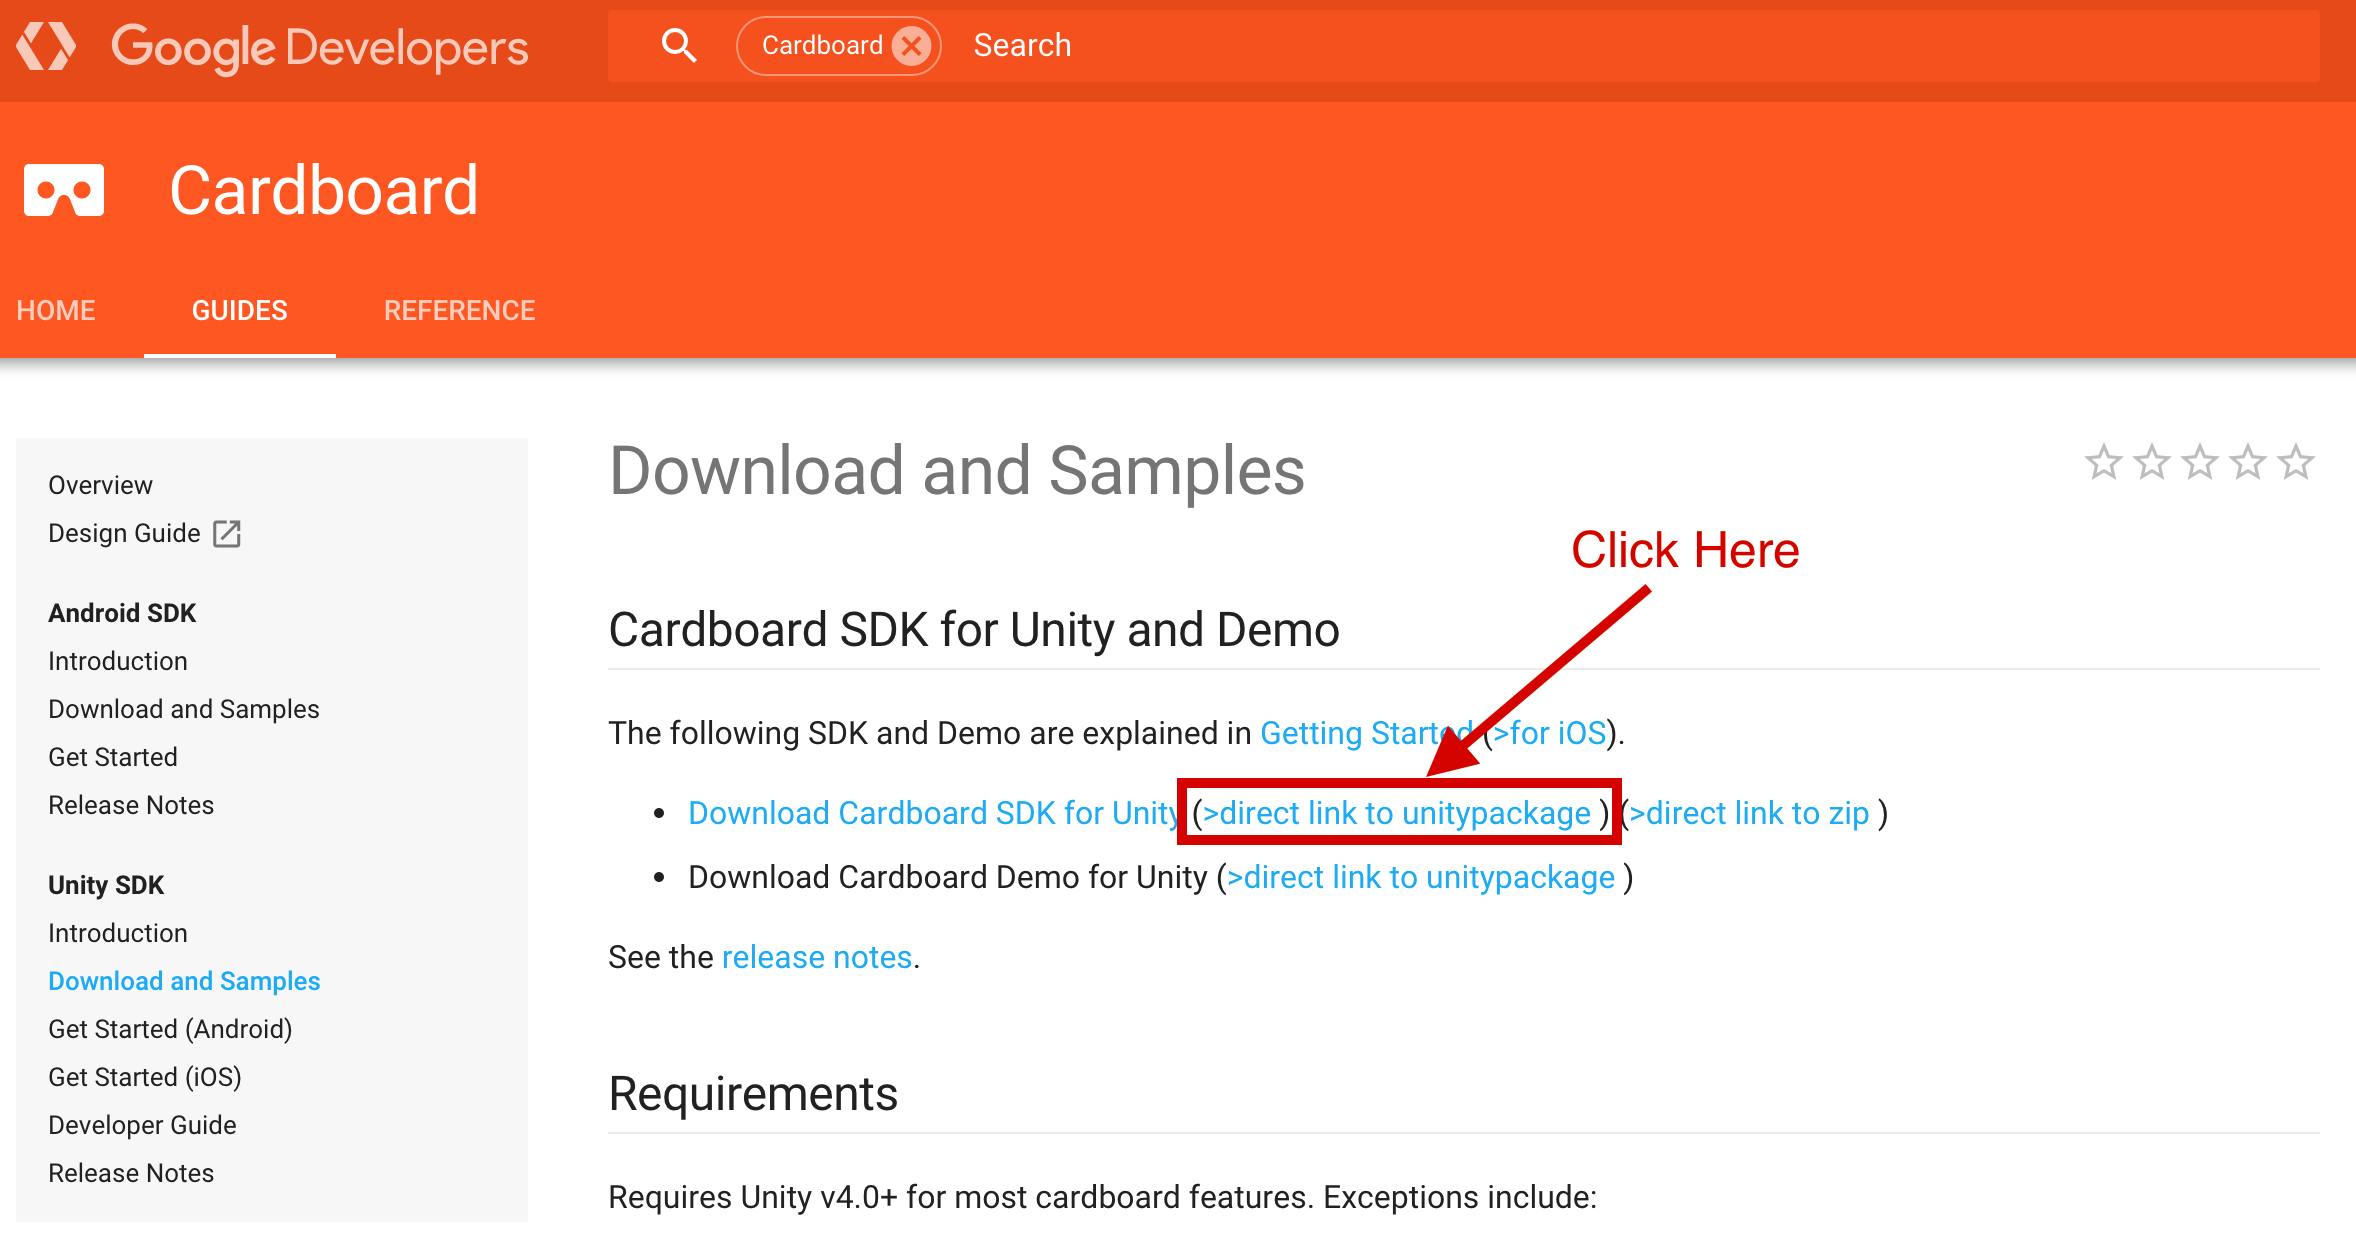 Google Developers
Cardboard
Search
Cardboard
HOME
GUIDES
REFERENCE
Overview
Design Guide
Android SDK
Introduction
Download and Samples
Get Started
Release Notes
Unity SDK
Introduction
Download and Samples
Get Started (Android)
Get Started (iOS)
Developer Guide
Release Notes
Download and Samples
Click Here
Cardboard SDK for Unity and Demo
The following SDK and Demo are explained in Getting Started (>for iOS).
• Download Cardboard SDK for Unity (>direct link to unitypackage ) (>direct link to zip )
• Download Cardboard Demo for Unity (>direct link to unitypackage )
See the release notes.
Requirements
Requires Unity v4.0+ for most cardboard features. Exceptions include: